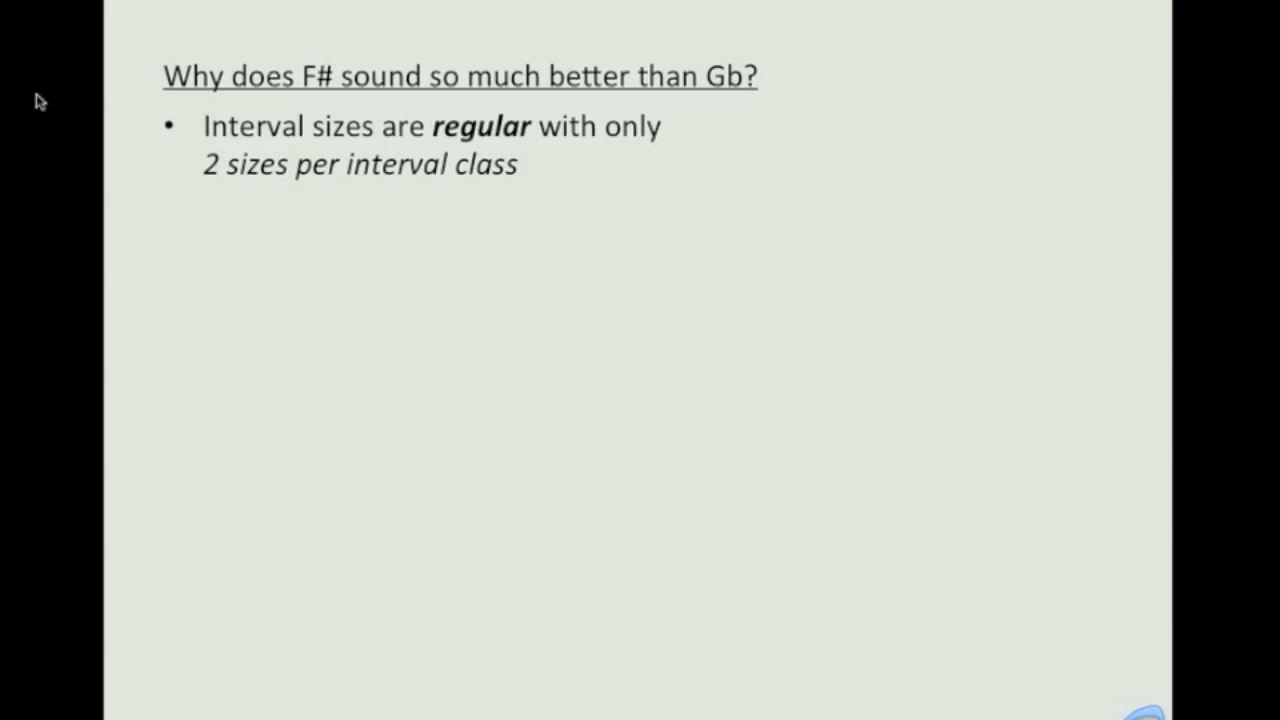 Why does F# sound so much better than Gb?
• Interval sizes are regular with only
2 sizes per interval class